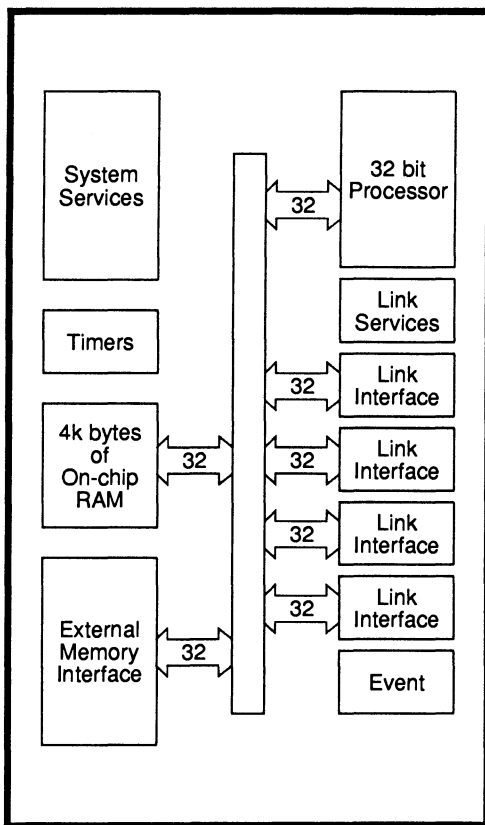 System
Services
Timers
4k bytes
of
On-chip
RAM
32
External
Memory
Interface
32
32 bit
Processor
32
Link
Services
Link
Interface
32
Link
Interface
32
Link
Interface
32
Link
Interface
32
Event